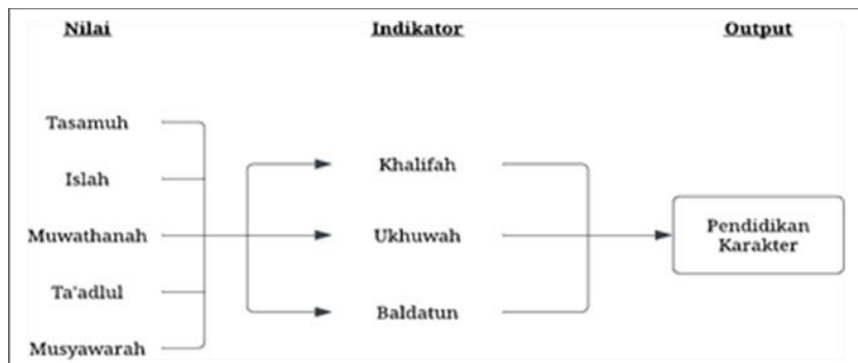 Nilai
Indikator
Output
Tasamuh
Islah
Muwathanah
Ta'adlul
Musyawarah
Khalifah
Ukhuwah
Baldatun
Pendidikan
Karakter